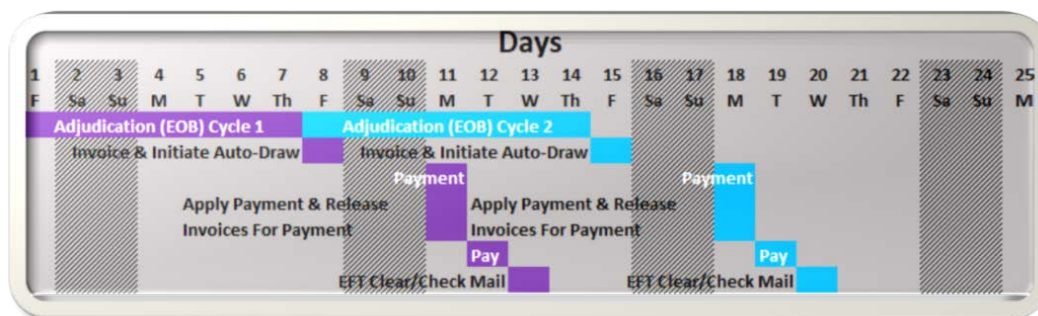 Days
1 2 3 4 5 6 7 8 9 10 11 12 13 14 15 16 17 18 19 20 21 22 23 24 25
F Sa Su M T W Th F Sa Su M T W Th F Sa Su M T W Th F Sa Su M
Adjudication (EOB) Cycle 1 Adjudication (EOB) Cycle 2
Invoice & Initiate Auto-Draw Invoice & Initiate Auto-Draw
Payment Payment
Apply Payment & Release Apply Payment & Release
Invoices For Payment Invoices For Payment
Pay Pay
EFT Clear/Check Mail EFT Clear/Check Mail